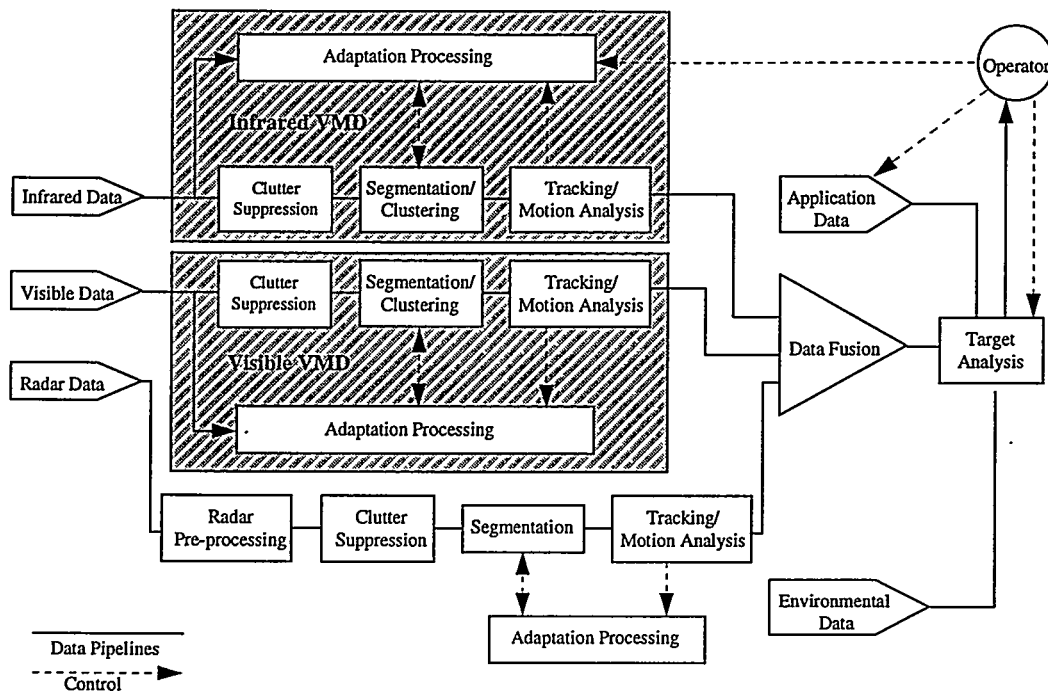 Adaptation Processing
Operator
Infrared VMD
Infrared Data
Clutter
Suppression
Segmentation/
Clustering
Tracking/
Motion Analysis
Application
Data
Visible Data
Clutter
Suppression
Segmentation/
Clustering
Tracking/
Motion Analysis
Data Fusion
Target
Analysis
Visible VMD
Radar Data
Adaptation Processing
Radar
Pre-processing
Clutter
Suppression
Segmentation
Tracking/
Motion Analysis
Environmental
Data
Adaptation Processing
Data Pipelines
Control